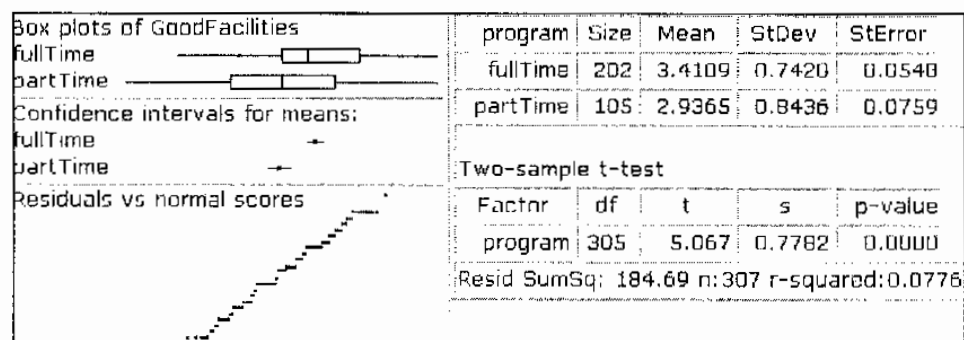 Box plots of GoodFacilities
fullTime
partTime
Confidence intervals for means:
fullTime
partTime
Residuals vs normal scores
program Size Mean StDev StError
fullTime 202 3.4109 0.7420 0.0540
partTime 105 2.9365 0.8436 0.0759
Two-sample t-test
Factor df t s p-value
program 305 5.067 0.7782 0.0000
Resid SumSq: 184.69 n:307 r-squared:0.0776